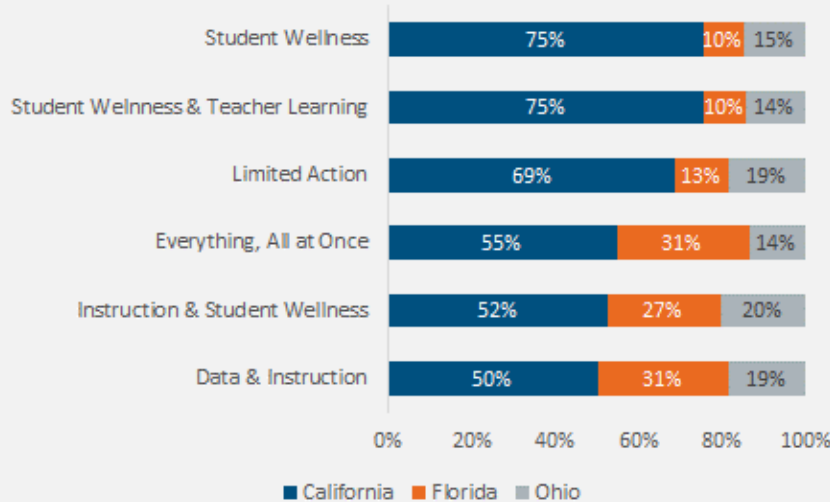 Student Wellness 75% 10% 15%
Student Welnness & Teacher Learning 75% 10% 14%
Limited Action 69% 13% 19%
Everything, All at Once 55% 31% 14%
Instruction & Student Wellness 52% 27% 20%
Data & Instruction 50% 31% 19%
0% 20% 40% 60% 80% 100%
California Florida Ohio